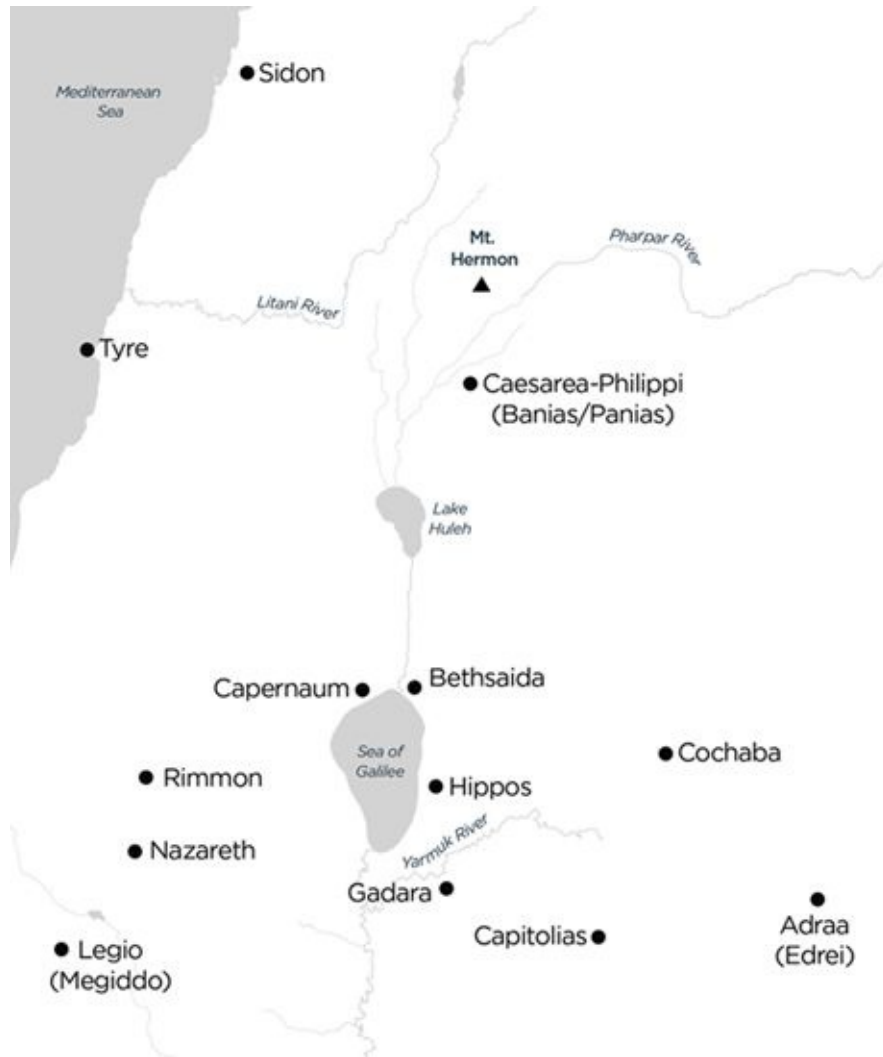 Sidon
Mediterranean
Sea
Mt.
Hermon
Pharpar River
Litani River
Tyre
Caesarea-Philippi
(Banias/Panias)
Lake
Huleh
Capernaum
Bethsaida
Sea of
Galilee
Cochaba
Rimmon
Hippos
Nazareth
Yarmuk River
Gadara
Capitolias
Adraa
(Edrei)
Legio
(Megiddo)